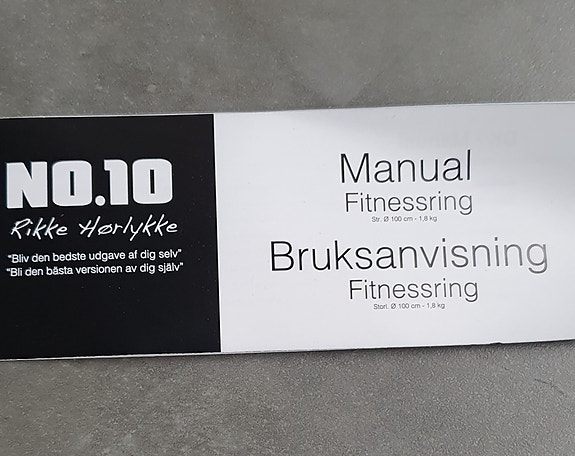 NO.10
Rikke Hørlykke
“Bliv den bedste udgave af dig selv”
“Bli den bästa versionen av dig själv”
Manual
Fitnessring
Str. Ø 100 cm - 1,8 kg
Bruksanvisning
Fitnessring
Storl. Ø 100 cm - 1,8 kg